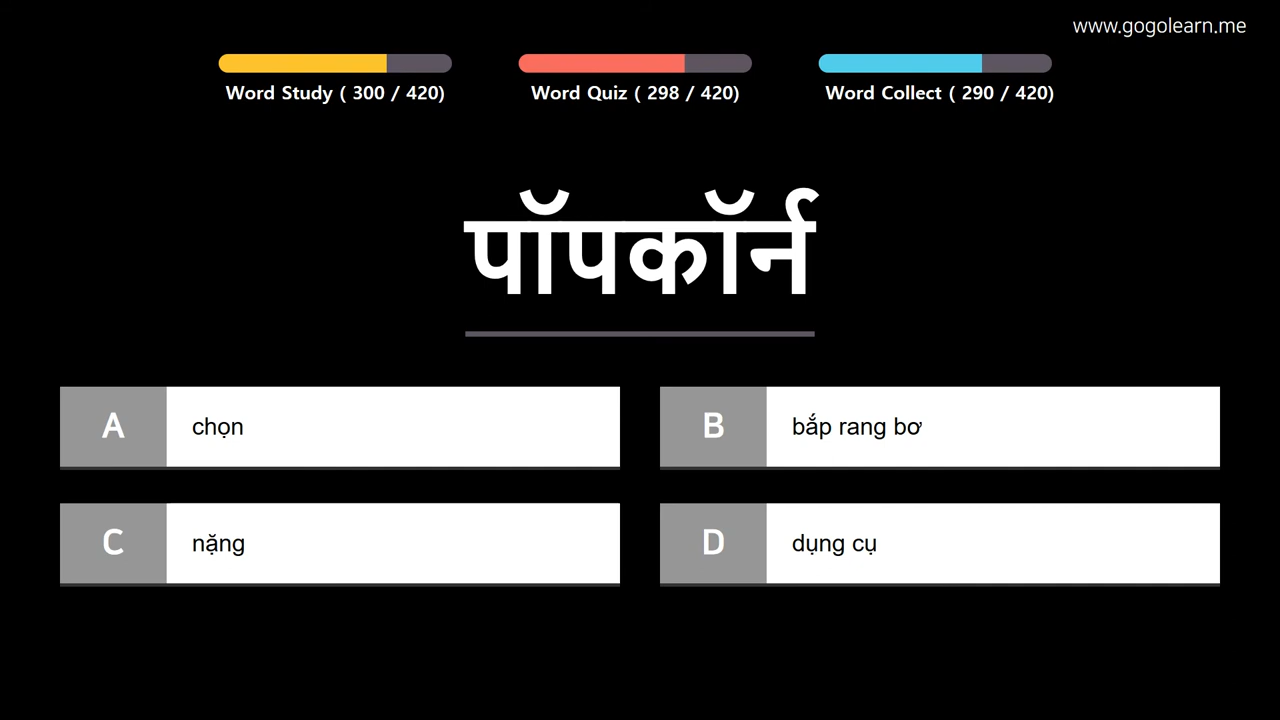 www.gogolearn.me
Word Study ( 300 / 420)
Word Quiz ( 298 / 420)
Word Collect ( 290 / 420)
पॉपकॉर्न
A chọn
B bắp rang bơ
C nặng
D dụng cụ